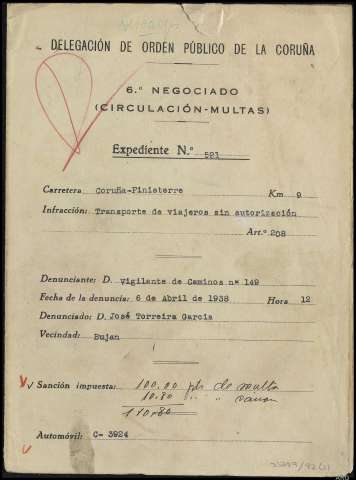 DELEGACIÓN DE ORDEN PÚBLICO DE LA CORUÑA
6.º NEGOCIADO
(CIRCULACIÓN-MULTAS)
Expediente N.º 521
Carretera: Coruña-Finisterre Km 9
Infracción: Transporte de viajeros sin autorización
Art.º 208
Denunciante: D. Vigilante de Caminos nº 149
Fecha de la denuncia: 6 de Abril de 1938 Hora 12
Denunciado: D. José Torreira Garcia
Vecindad: Bujan
Sanción impuesta: 100,00 pts de multa
10.80 " " canon
110,80
Automóvil: C- 3924